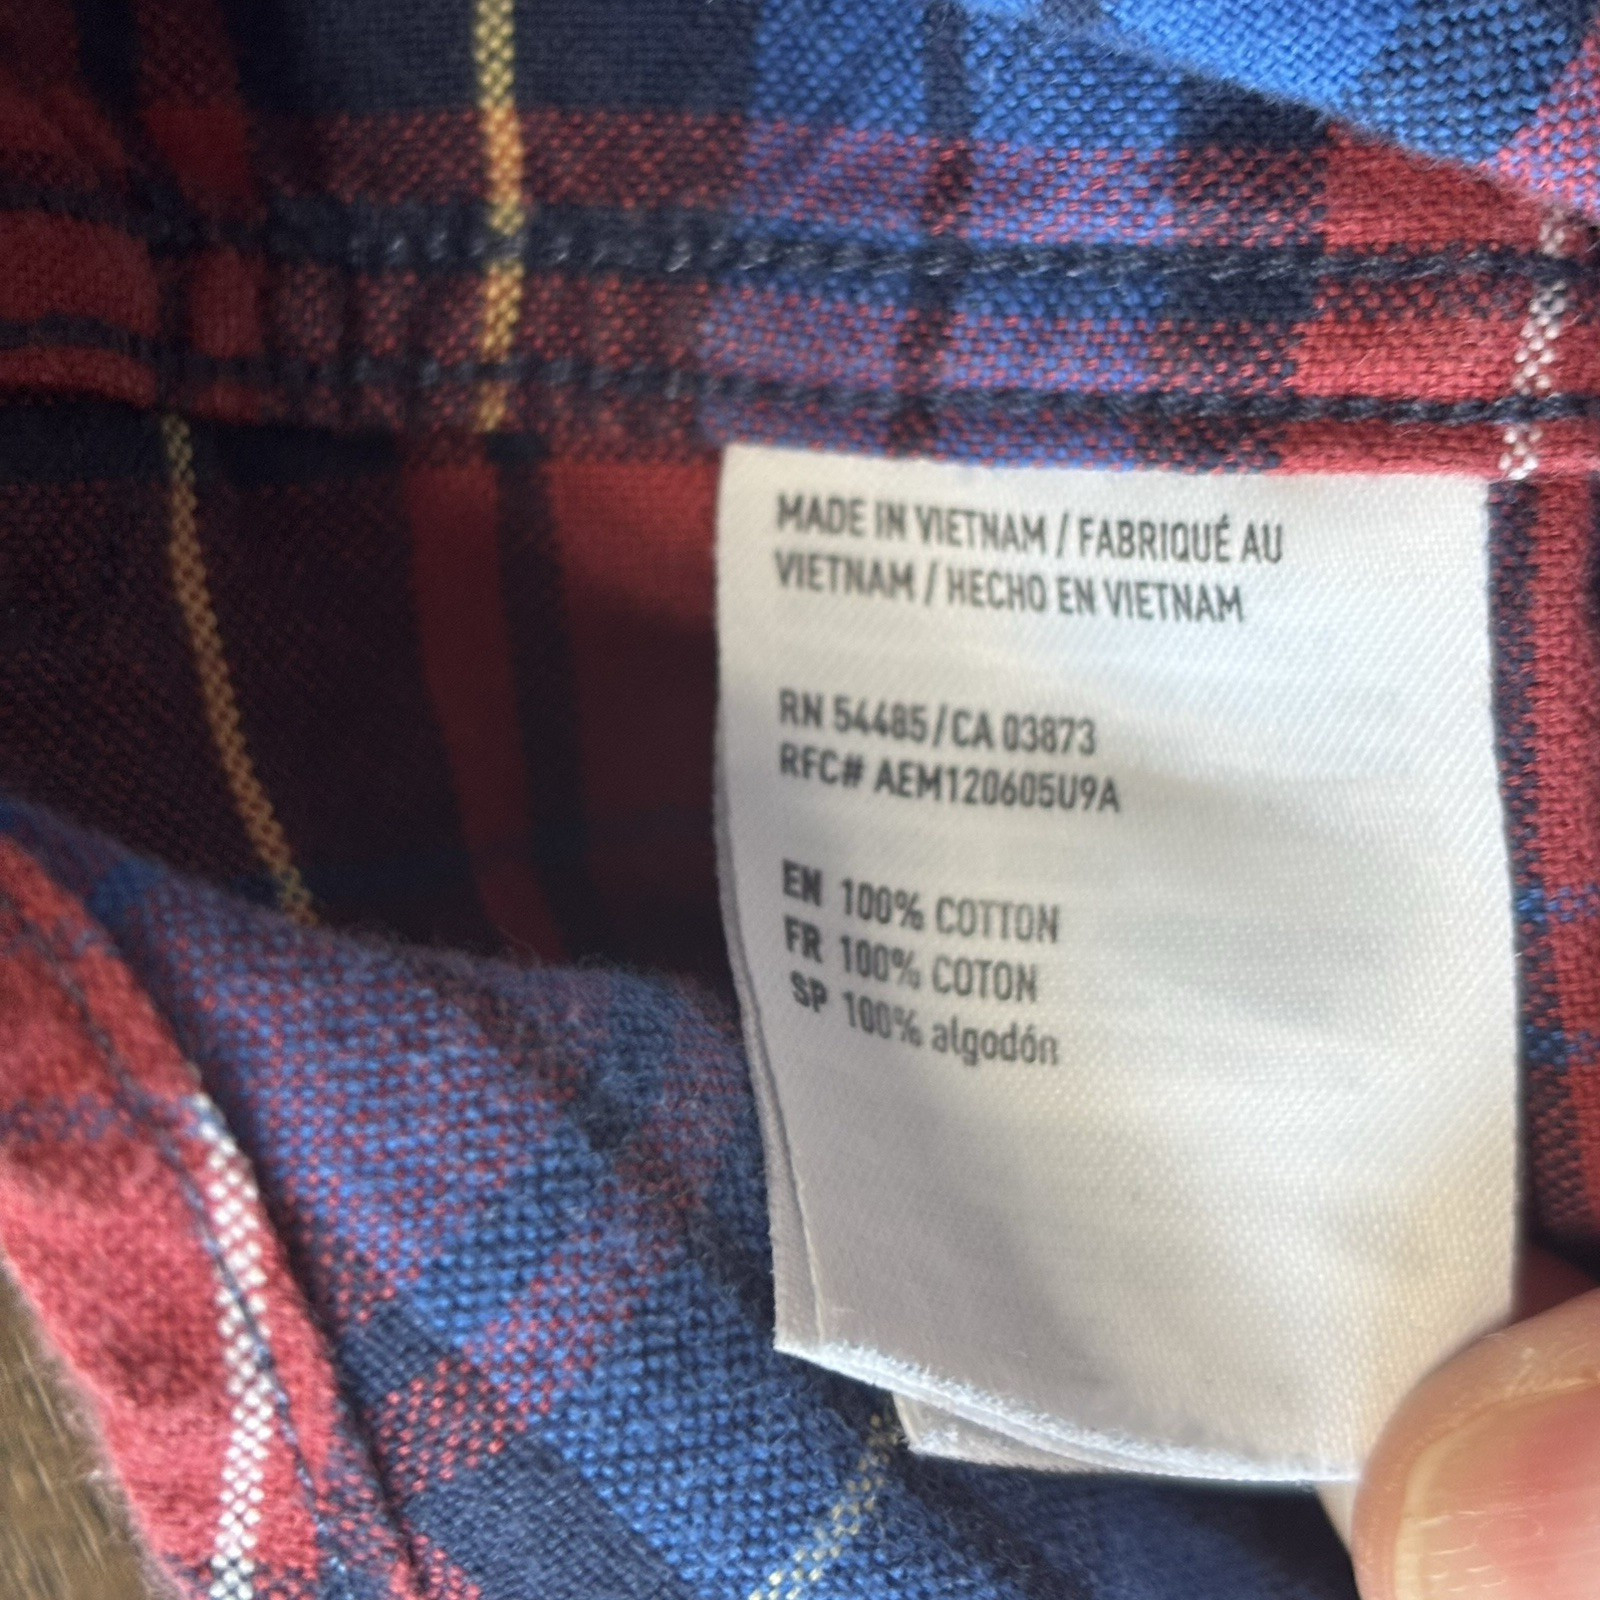 MADE IN VIETNAM / FABRIQUÉ AU
VIETNAM / HECHO EN VIETNAM
RN 54485/CA 03873
RFC# AEM120605U9A
EN 100% COTTON
FR 100% COTON
SP 100% algodón